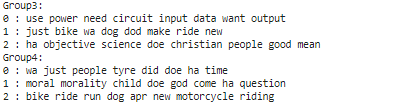 Group3:
0 : use power need circuit input data want output
1 : just bike wa dog dod make ride new
2 : ha objective science doe christian people good mean
Group4:
0 : wa just people tyre did doe ha time
1 : moral morality child doe god come ha question
2 : bike ride run dog apr new motorcycle riding